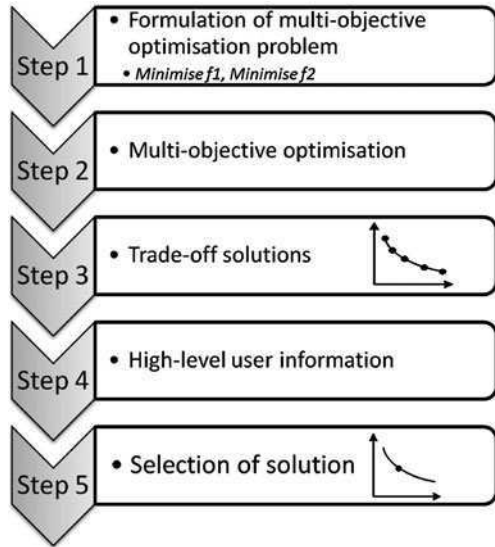 Step 1
• Formulation of multi-objective
optimisation problem
• Minimise f1, Minimise f2
Step 2
• Multi-objective optimisation
Step 3
• Trade-off solutions
Step 4
• High-level user information
Step 5
• Selection of solution